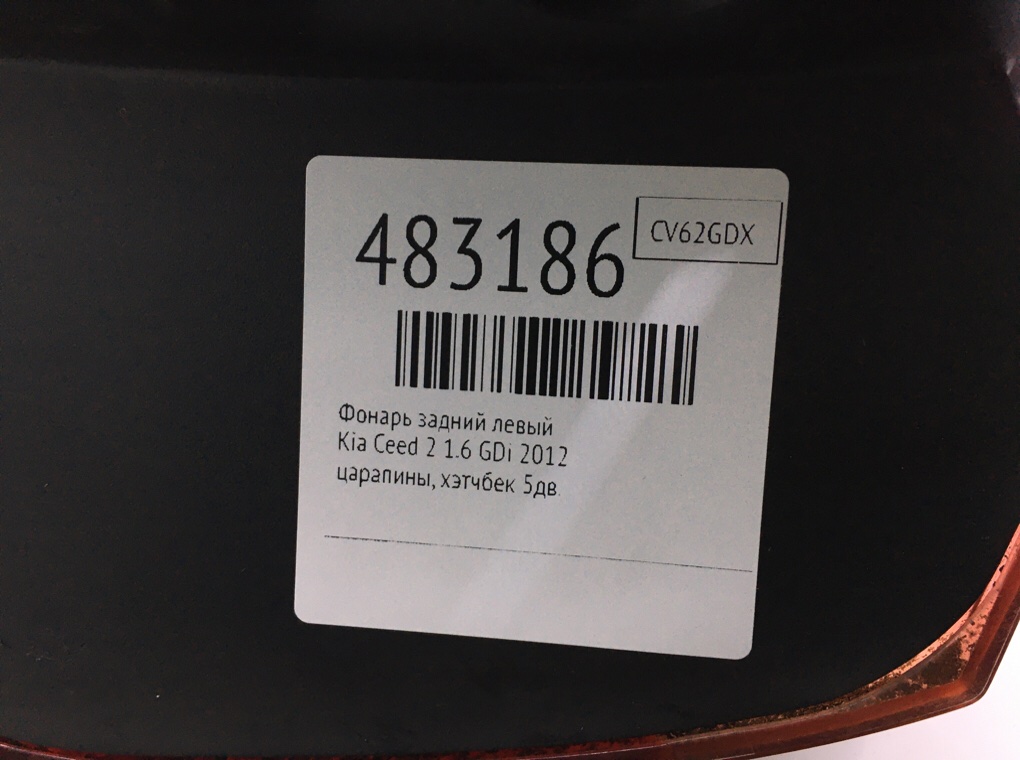 483186
CV62GDX
Фонарь задний левый
Kia Ceed 2 1.6 GDi 2012
царапины, хэтчбек 5дв.